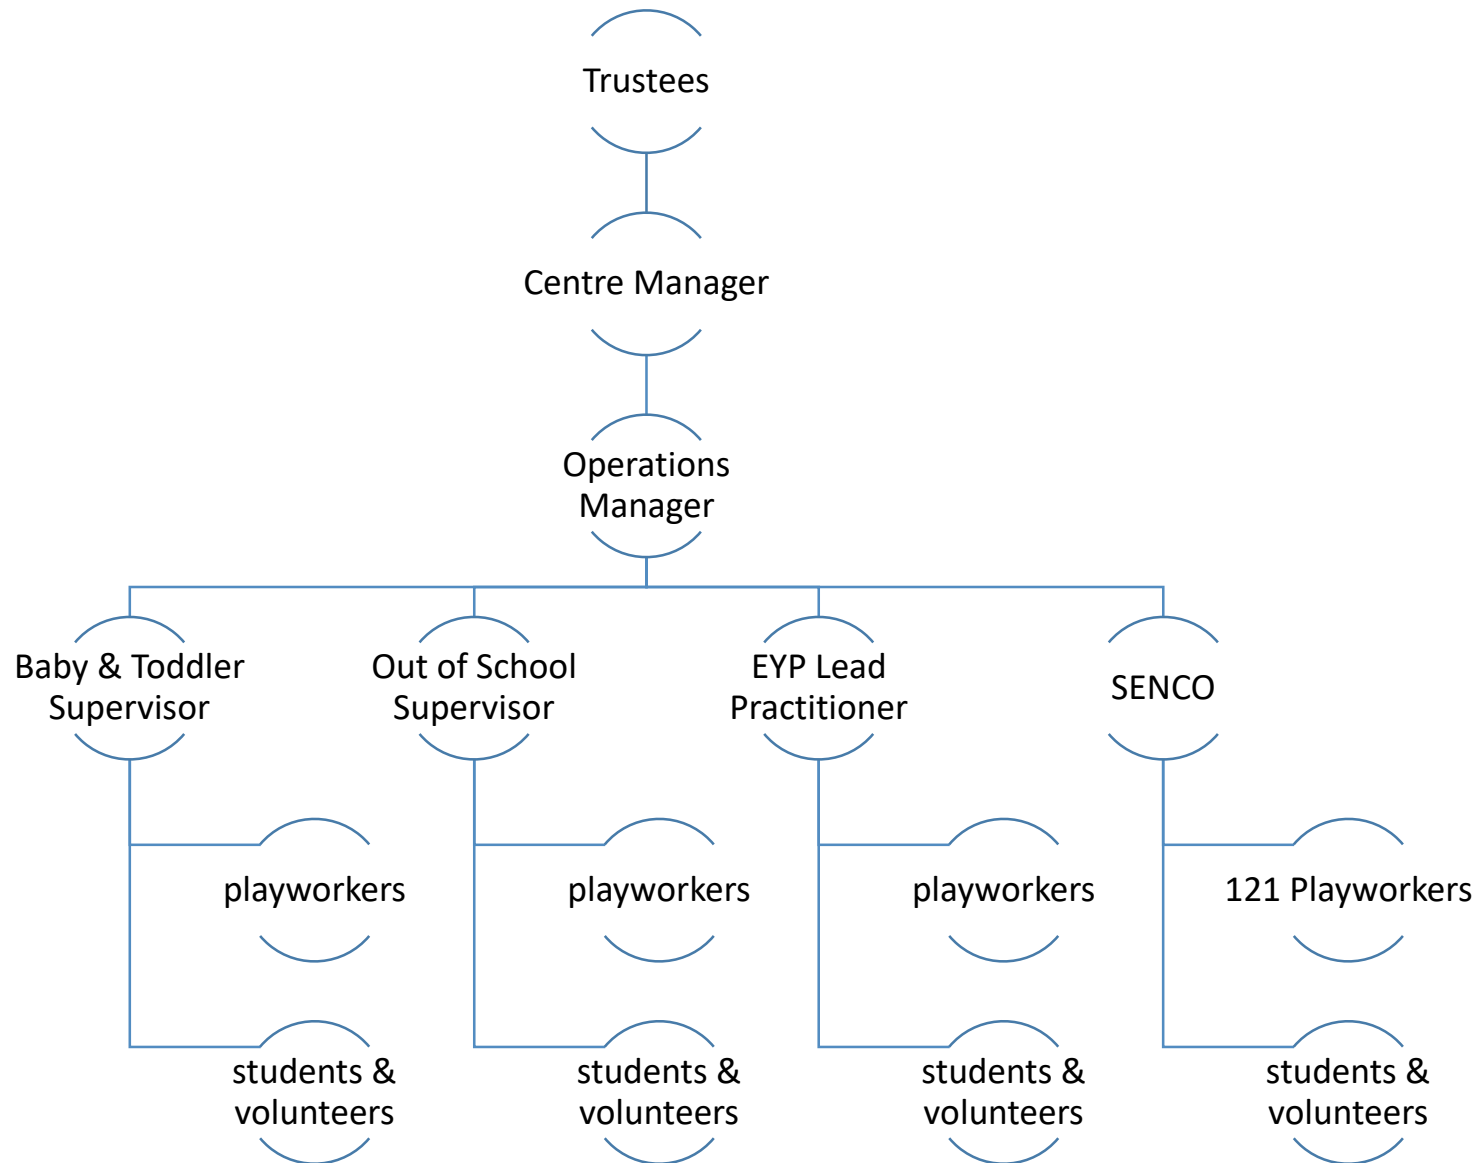 Trustees
Centre Manager
Operations
Manager
Baby & Toddler
Supervisor
Out of School
Supervisor
EYP Lead
Practitioner
SENCO
playworkers
playworkers
playworkers
121 Playworkers
students &
volunteers
students &
volunteers
students &
volunteers
students &
volunteers